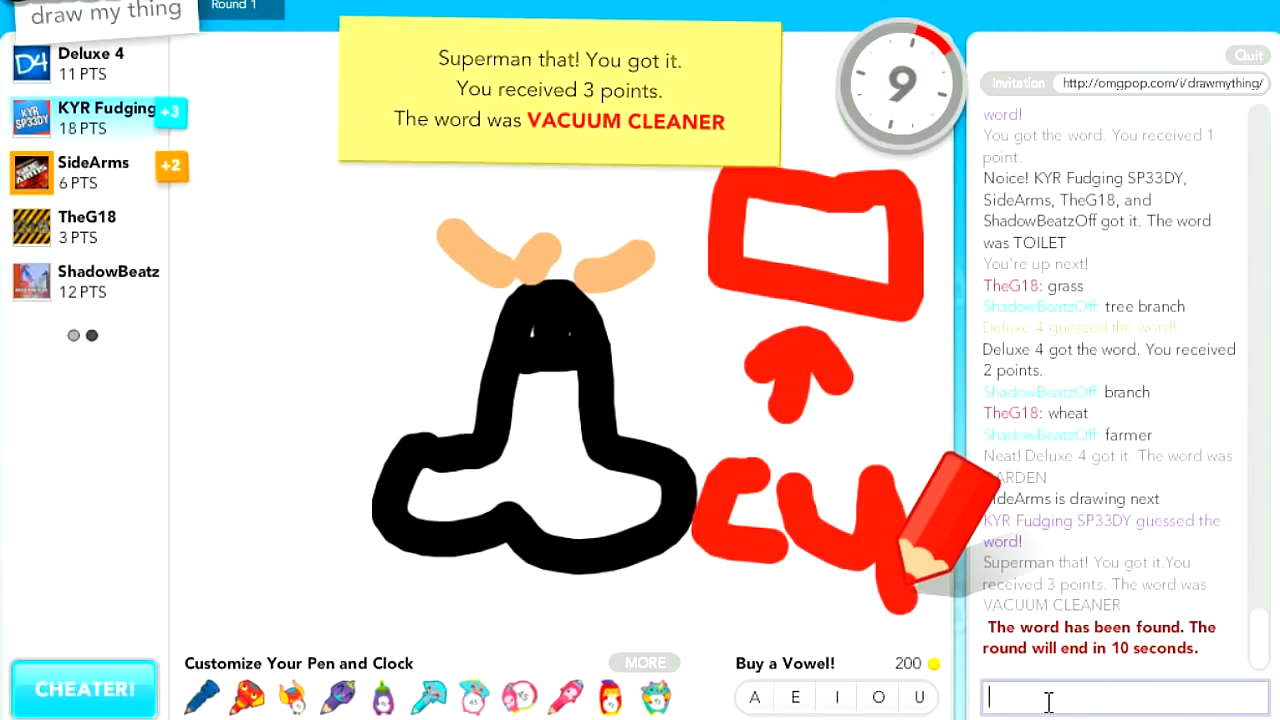 draw my thing
Round 1
D4
Deluxe 4
11 PTS
KYR SP33DY
KYR Fudging
18 PTS
+3
SideArms
6 PTS
+2
TheG18
3 PTS
ShadowBeatz
12 PTS
Superman that! You got it.
You received 3 points.
The word was VACUUM CLEANER
9
cy
Customize Your Pen and Clock
MORE
Buy a Vowel!
200
A E I O U
CHEATER!
Quit
Invitation http://omgpop.com/i/drawmything/
word!
You got the word. You received 1
point.
Noice! KYR Fudging SP33DY,
SideArms, TheG18, and
ShadowBeatzOff got it. The word
was TOILET
You're up next!
TheG18: grass
ShadowBeatzOff: tree branch
Deluxe 4 guessed the word!
Deluxe 4 got the word. You received
2 points.
ShadowBeatzOff: branch
TheG18: wheat
ShadowBeatzOff: farmer
Neat! Deluxe 4 got it. The word was
ARDEN
ideArms is drawing next
KYR Fudging SP33DY guessed the
word!
Superman that! You got it.You
received 3 points. The word was
VACUUM CLEANER
The word has been found. The
round will end in 10 seconds.